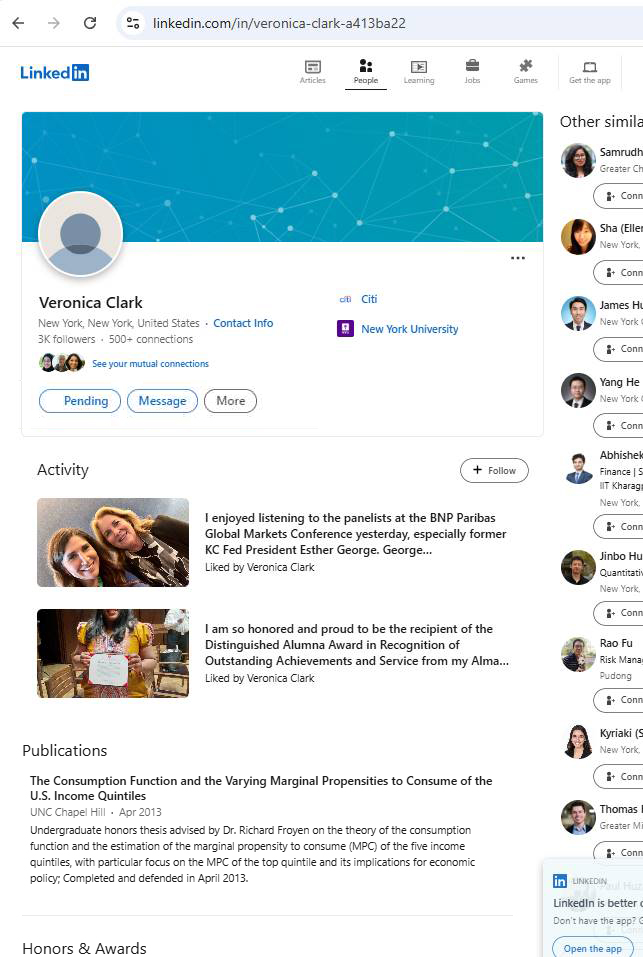 linkedin.com/in/veronica-clark-a413ba22
LinkedIn
Articles
People
Learning
Jobs
Games
Get the app
Veronica Clark
New York, New York, United States · Contact Info
3K followers · 500+ connections
See your mutual connections
Pending
Message
More
citi
Citi
New York University
Activity
+ Follow
I enjoyed listening to the panelists at the BNP Paribas
Global Markets Conference yesterday, especially former
KC Fed President Esther George. George...
Liked by Veronica Clark
I am so honored and proud to be the recipient of the
Distinguished Alumna Award in Recognition of
Outstanding Achievements and Service from my Alma...
Liked by Veronica Clark
Publications
The Consumption Function and the Varying Marginal Propensities to Consume of the
U.S. Income Quintiles
UNC Chapel Hill · Apr 2013
Undergraduate honors thesis advised by Dr. Richard Froyen on the theory of the consumption
function and the estimation of the marginal propensity to consume (MPC) of the five income
quintiles, with particular focus on the MPC of the top quintile and its implications for economic
policy; Completed and defended in April 2013.
Honors & Awards
Other simila
Samrudh
Greater Ch
Conn
Sha (Eller
New York,
Conn
James Hu
New York C
Conn
Yang He
New York C
Conn
Abhishek
Finance | S
IIT Kharagp
New York,
Conn
Jinbo Hu
Quantitativ
New York,
Conn
Rao Fu
Risk Manag
Pudong
Conn
Kyriaki (S
New York,
Conn
Thomas
Greater Mi
Conn
Paul Huz
in LINKEDIN
LinkedIn is better o
Don't have the app? G
Open the app